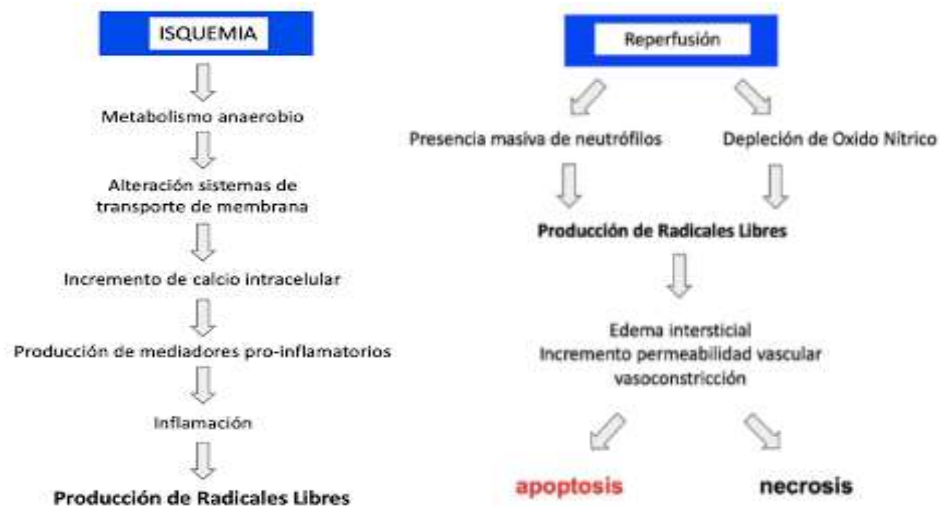 ISQUEMIA
Metabolismo anaerobio
Alteración sistemas de
transporte de membrana
Incremento de calcio intracelular
Producción de mediadores pro-inflamatorios
Inflamación
Producción de Radicales Libres
Reperfusión
Presencia masiva de neutrófilos
Depleción de Oxido Nítrico
Producción de Radicales Libres
Edema intersticial
Incremento permeabilidad vascular
vasoconstricción
apoptosis
necrosis